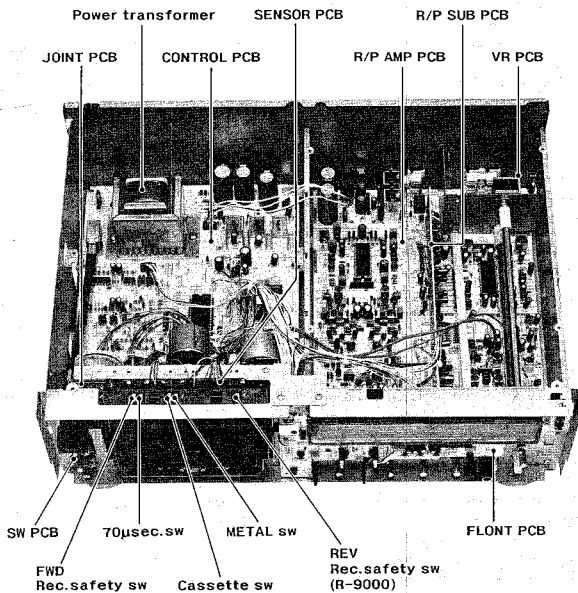 Power transformer
SENSOR PCB
R/P SUB PCB
JOINT PCB
CONTROL PCB
R/P AMP PCB
VR PCB
SW PCB
70μsec.sw
METAL sw
FLONT PCB
FWD
Rec.safety sw
Cassette sw
REV
Rec.safety sw
(R-9000)